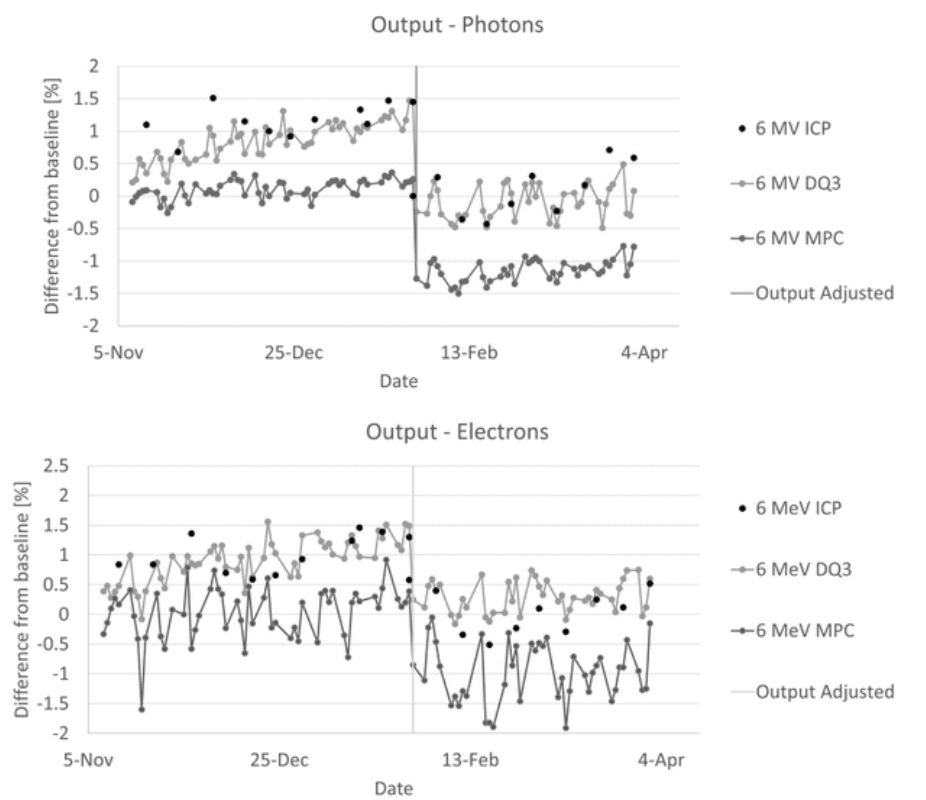 Output - Photons
Difference from baseline [%]
2
1.5
1
0.5
0
-0.5
-1
-1.5
-2
5-Nov 25-Dec 13-Feb 4-Apr
Date
6 MV ICP
6 MV DQ3
6 MV MPC
Output Adjusted
Output - Electrons
Difference from baseline [%]
2.5
2
1.5
1
0.5
0
-0.5
-1
-1.5
-2
5-Nov 25-Dec 13-Feb 4-Apr
Date
6 MeV ICP
6 MeV DQ3
6 MeV MPC
Output Adjusted